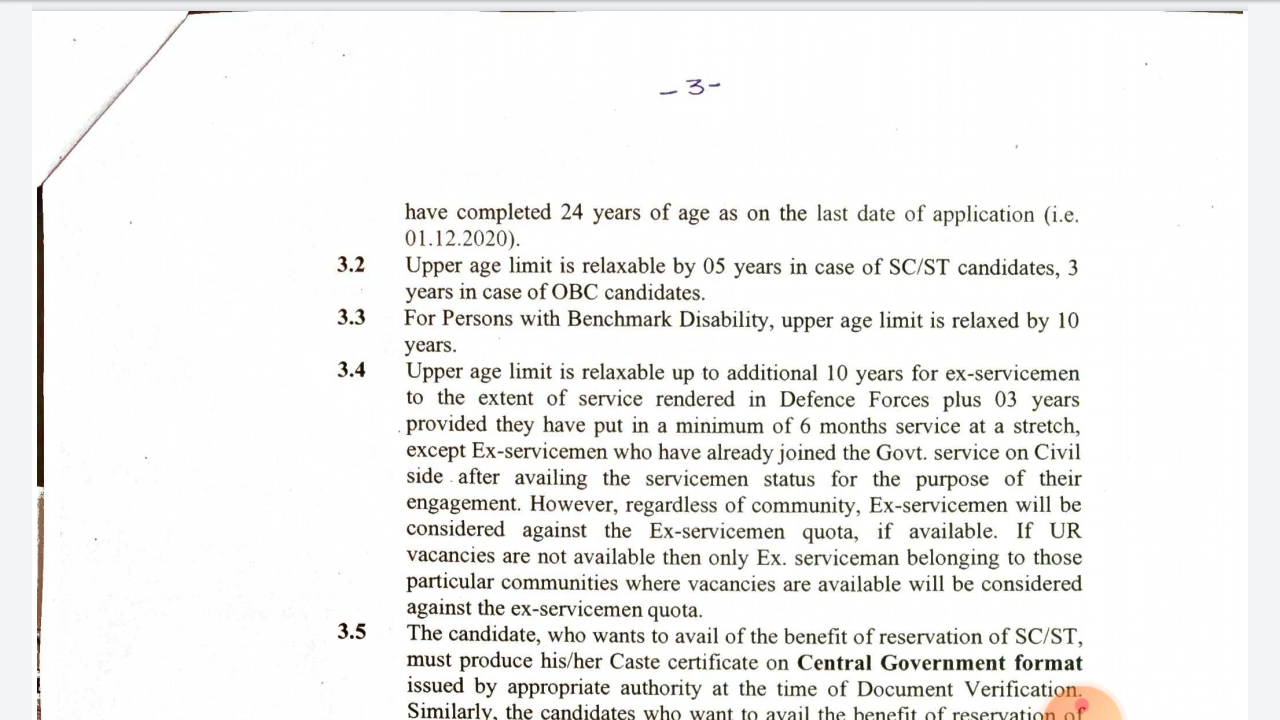 - 3 -
have completed 24 years of age as on the last date of application (i.e.
01.12.2020).
3.2 Upper age limit is relaxable by 05 years in case of SC/ST candidates, 3
years in case of OBC candidates.
3.3 For Persons with Benchmark Disability, upper age limit is relaxed by 10
years.
3.4 Upper age limit is relaxable up to additional 10 years for ex-servicemen
to the extent of service rendered in Defence Forces plus 03 years
provided they have put in a minimum of 6 months service at a stretch,
except Ex-servicemen who have already joined the Govt. service on Civil
side after availing the servicemen status for the purpose of their
engagement. However, regardless of community, Ex-servicemen will be
considered against the Ex-servicemen quota, if available. If UR
vacancies are not available then only Ex. serviceman belonging to those
particular communities where vacancies are available will be considered
against the ex-servicemen quota.
3.5 The candidate, who wants to avail of the benefit of reservation of SC/ST,
must produce his/her Caste certificate on Central Government format
issued by appropriate authority at the time of Document Verification.
Similarly, the candidates who want to avail the benefit of reservation of